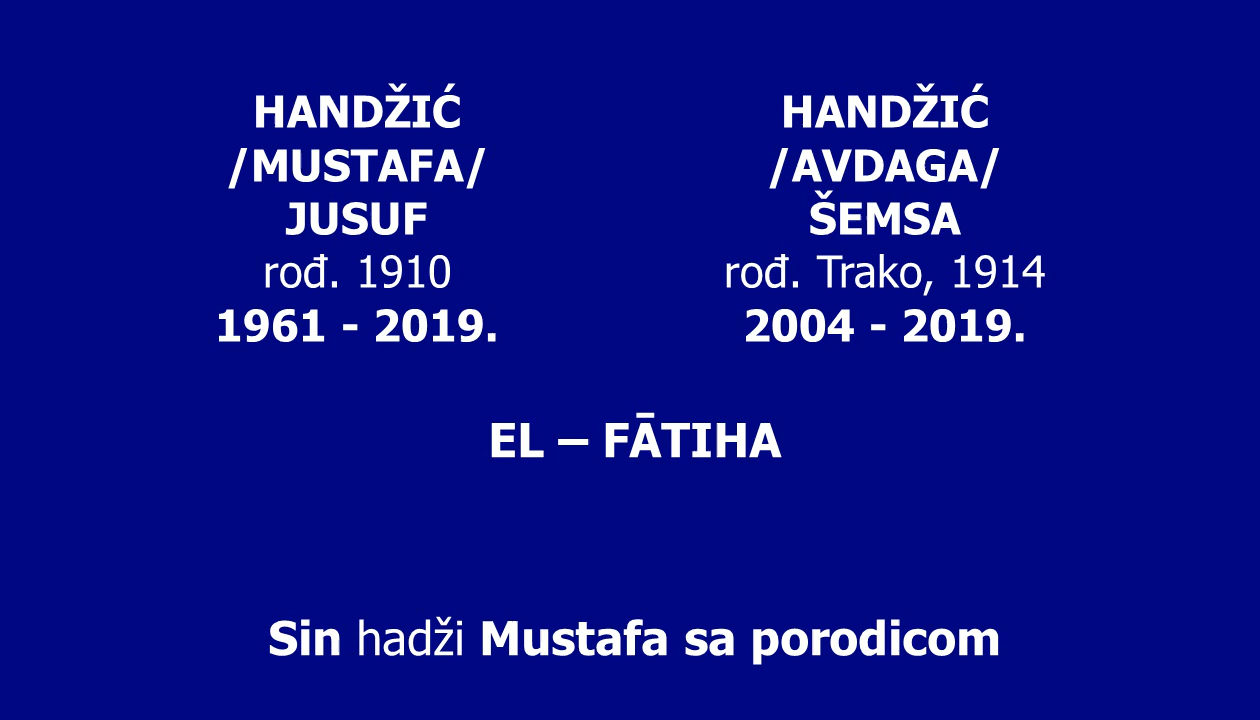 HANDŽIĆ
/MUSTAFA/
JUSUF
rođ. 1910
1961 - 2019.
HANDŽIĆ
/AVDAGA/
ŠEMSA
rođ. Trako, 1914
2004 - 2019.
EL – FĀTIHA
Sin hadži Mustafa sa porodicom